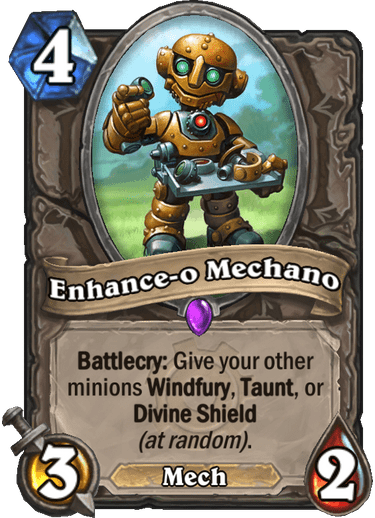 4
Enhance-o Mechano
Battlecry: Give your other
minions Windfury, Taunt, or
Divine Shield
(at random).
3
Mech
2